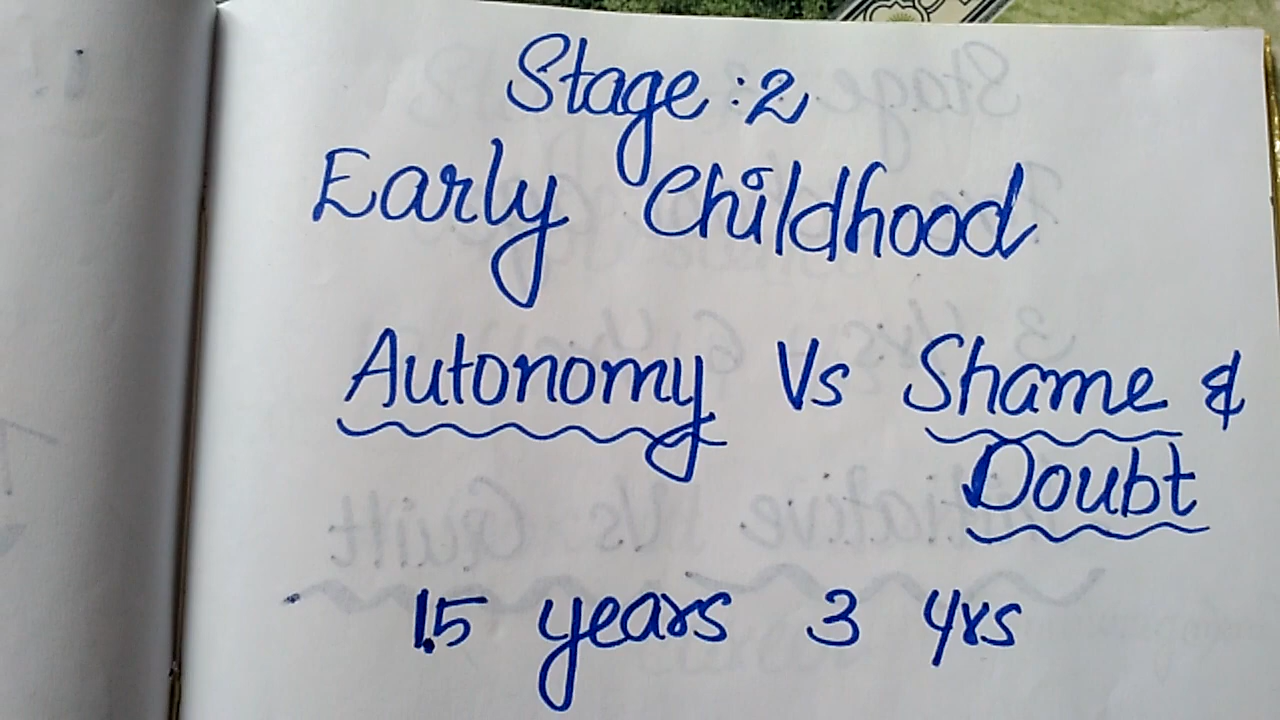 Stage : 2
Early Childhood
Autonomy Vs Shame &
Doubt
1.5 years 3 yrs